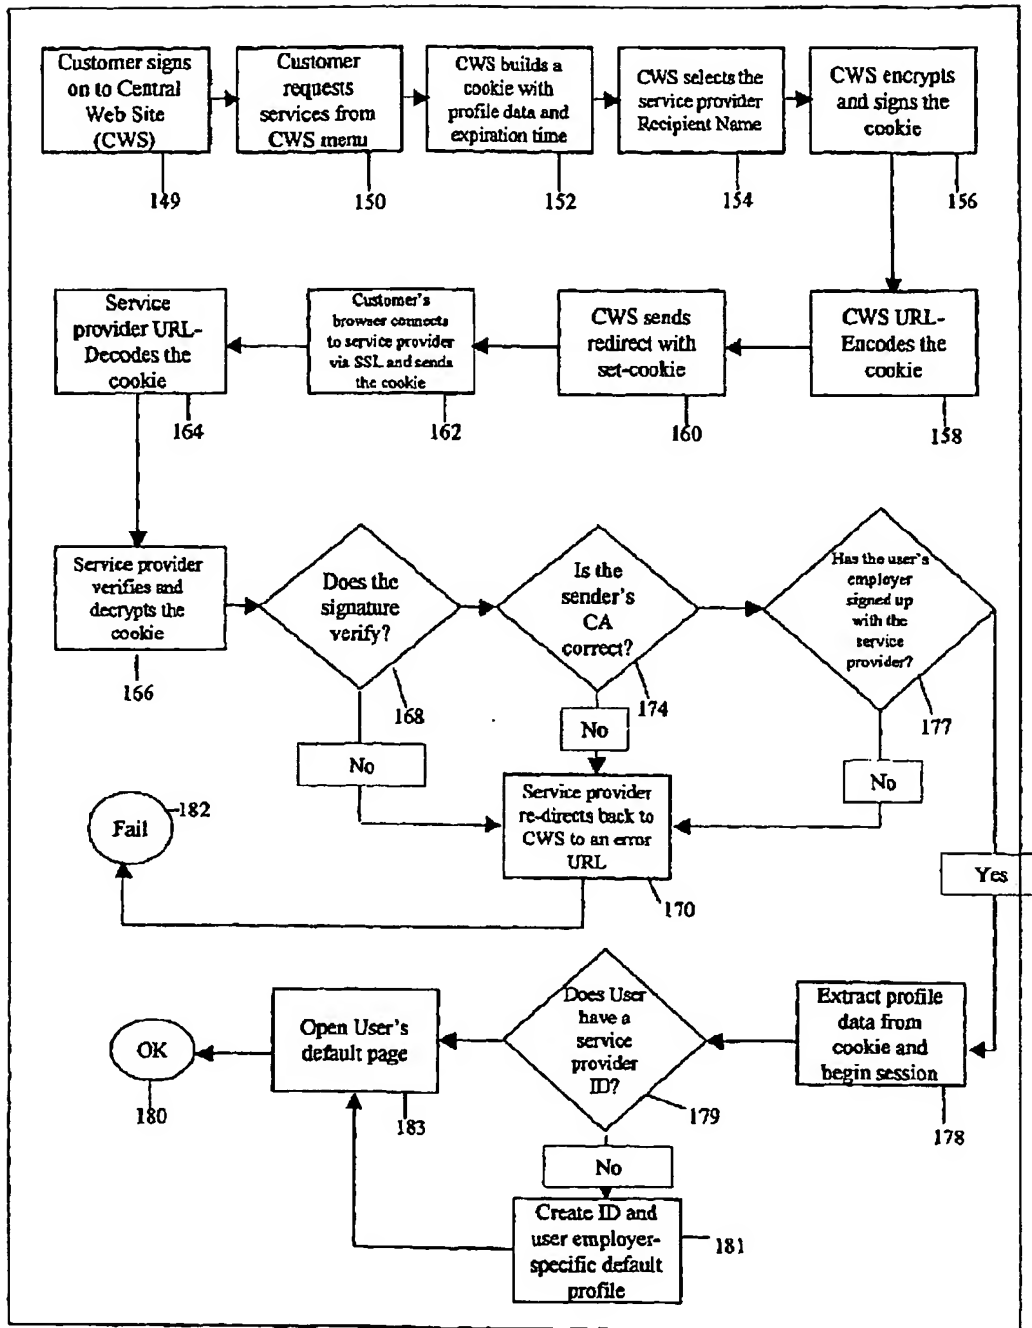 Customer signs
on to Central
Web Site
(CWS)
149
Customer
requests
services from
CWS menu
150
CWS builds a
cookie with
profile data and
expiration time
152
CWS selects the
service provider
Recipient Name
154
CWS encrypts
and signs the
cookie
156
Service
provider URL-
Decodes the
cookie
164
Customer's
browser connects
to service provider
via SSL and sends
the cookie
162
CWS sends
redirect with
set-cookie
160
CWS URL-
Encodes the
cookie
158
Service provider
verifies and
decrypts the
cookie
166
Does the
signature
verify?
168
No
Is the
sender's
CA
correct?
174
No
Has the user's
employer
signed up
with the
service
provider?
177
No
Yes
Fail
182
Service provider
re-directs back to
CWS to an error
URL
170
OK
180
Open User's
default page
183
Does User
have a
service
provider
ID?
179
No
Extract profile
data from
cookie and
begin session
178
Create ID and
user employer-
specific default
profile
181